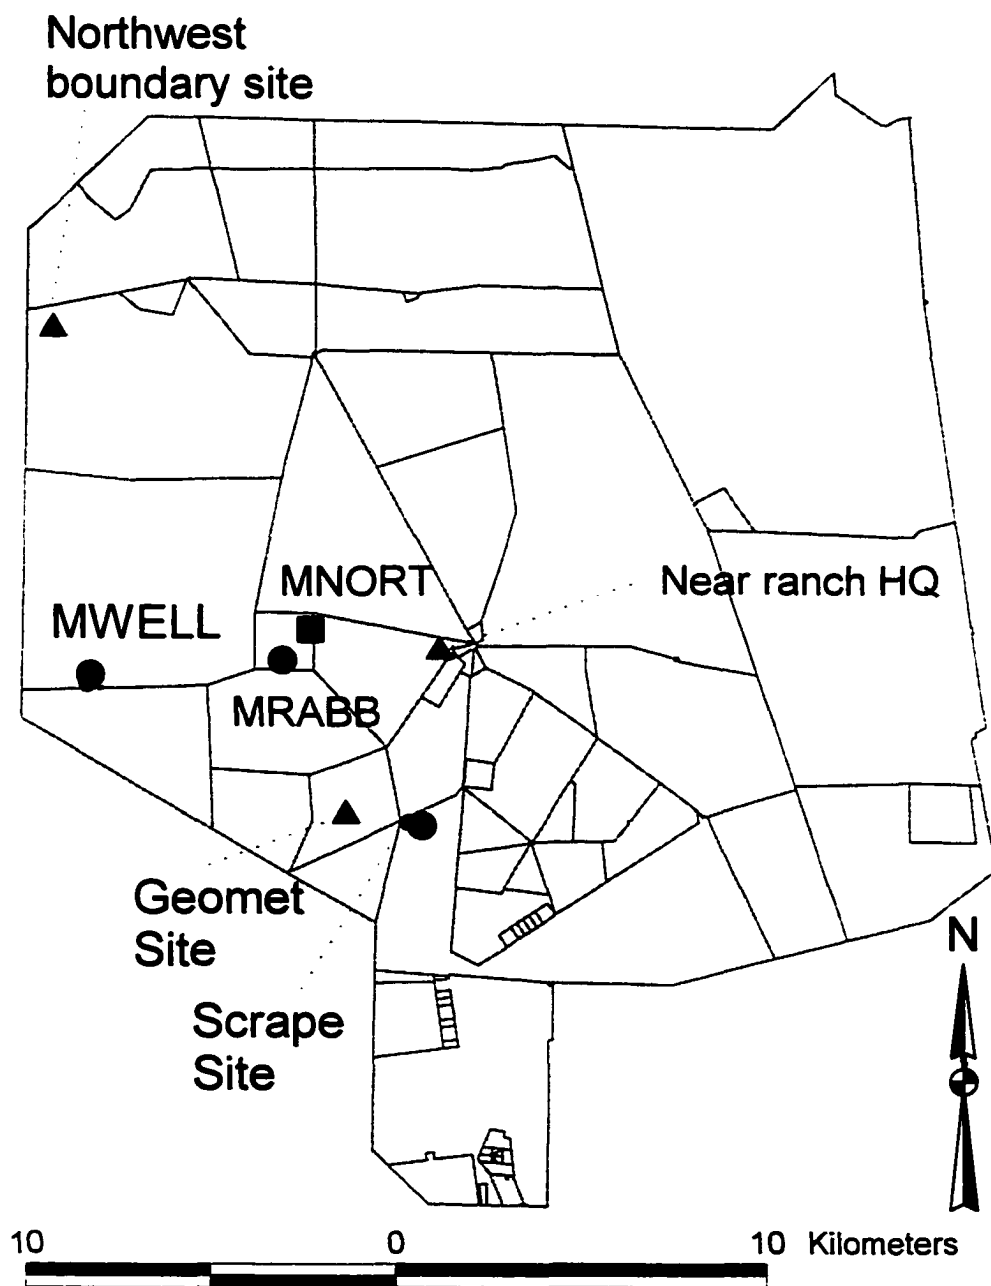 Northwest
boundary site
MNORT
Near ranch HQ
MWELL
MRABB
Geomet
Site
N
Scrape
Site
10 0 10 Kilometers